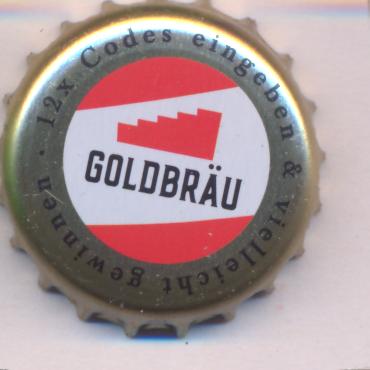 12x Codes eingeben & vielleicht gewinnen ·
GOLDBRÄU